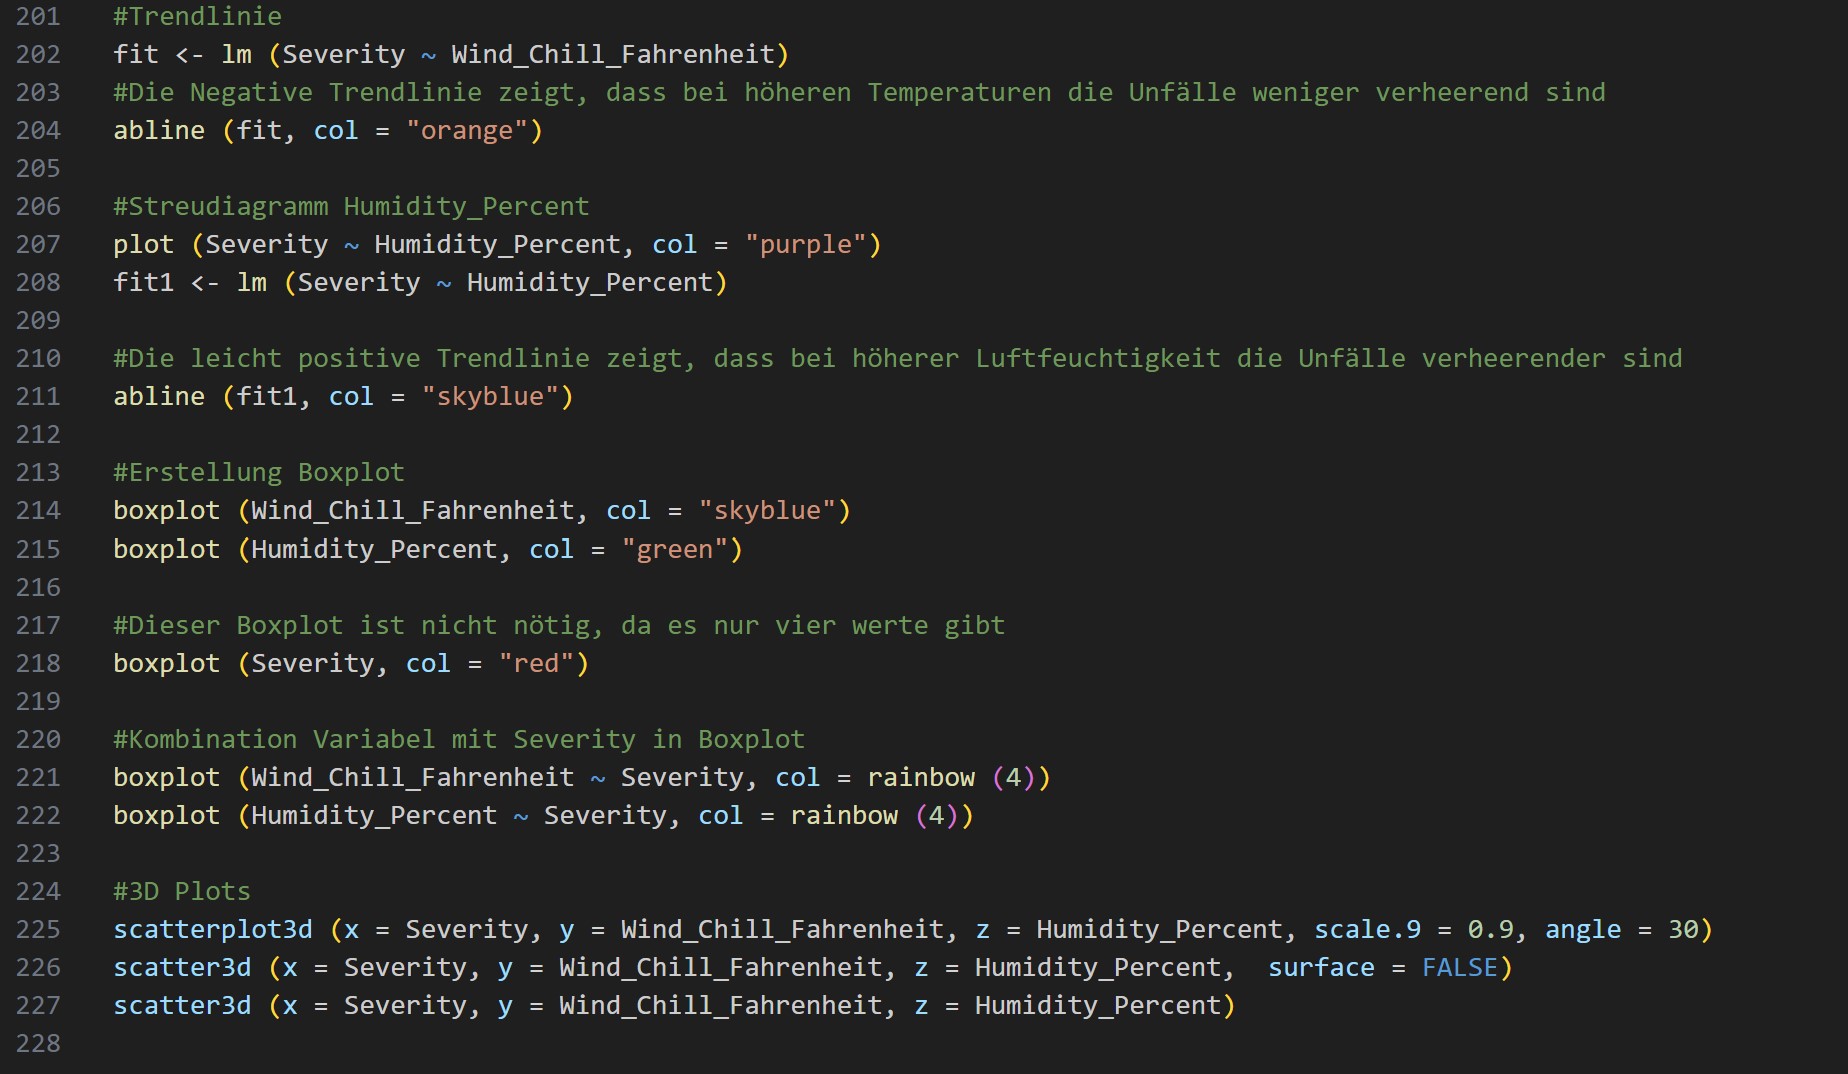 201 #Trendlinie
202 fit <- lm (Severity ~ Wind_Chill_Fahrenheit)
203 #Die Negative Trendlinie zeigt, dass bei höheren Temperaturen die Unfälle weniger verheerend sind
204 abline (fit, col = "orange")
205
206 #Streudiagramm Humidity_Percent
207 plot (Severity ~ Humidity_Percent, col = "purple")
208 fit1 <- lm (Severity ~ Humidity_Percent)
209
210 #Die leicht positive Trendlinie zeigt, dass bei höherer Luftfeuchtigkeit die Unfälle verheerender sind
211 abline (fit1, col = "skyblue")
212
213 #Erstellung Boxplot
214 boxplot (Wind_Chill_Fahrenheit, col = "skyblue")
215 boxplot (Humidity_Percent, col = "green")
216
217 #Dieser Boxplot ist nicht nötig, da es nur vier werte gibt
218 boxplot (Severity, col = "red")
219
220 #Kombination Variabel mit Severity in Boxplot
221 boxplot (Wind_Chill_Fahrenheit ~ Severity, col = rainbow (4))
222 boxplot (Humidity_Percent ~ Severity, col = rainbow (4))
223
224 #3D Plots
225 scatterplot3d (x = Severity, y = Wind_Chill_Fahrenheit, z = Humidity_Percent, scale.9 = 0.9, angle = 30)
226 scatter3d (x = Severity, y = Wind_Chill_Fahrenheit, z = Humidity_Percent,  surface = FALSE)
227 scatter3d (x = Severity, y = Wind_Chill_Fahrenheit, z = Humidity_Percent)
228